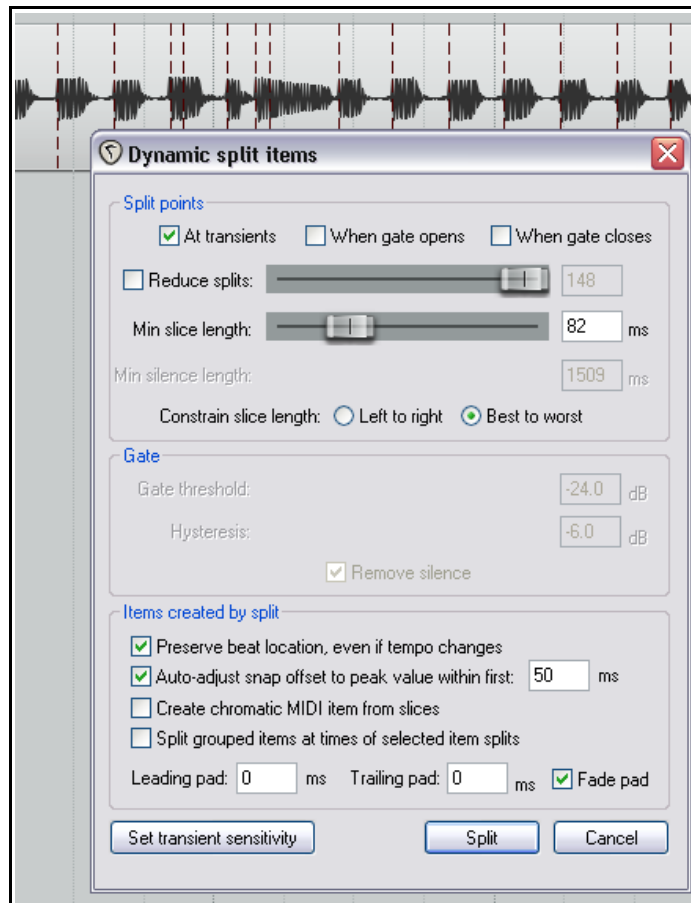 Dynamic split items
Split points
At transients When gate opens When gate closes
Reduce splits: 148
Min slice length: 82 ms
Min silence length: 1509 ms
Constrain slice length: Left to right Best to worst
Gate
Gate threshold: -24.0 dB
Hysteresis: -6.0 dB
Remove silence
Items created by split
Preserve beat location, even if tempo changes
Auto-adjust snap offset to peak value within first: 50 ms
Create chromatic MIDI item from slices
Split grouped items at times of selected item splits
Leading pad: 0 ms Trailing pad: 0 ms Fade pad
Set transient sensitivity Split Cancel